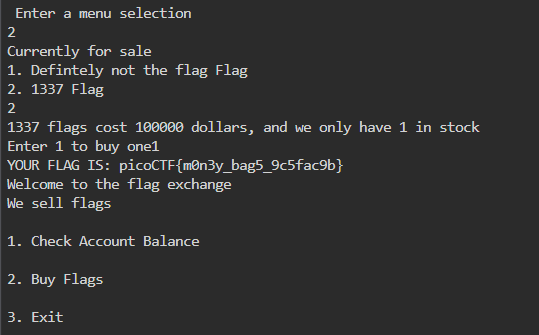 Enter a menu selection
2
Currently for sale
1. Defintely not the flag Flag
2. 1337 Flag
2
1337 flags cost 100000 dollars, and we only have 1 in stock
Enter 1 to buy one1
YOUR FLAG IS: picoCTF{m0n3y_bag5_9c5fac9b}
Welcome to the flag exchange
We sell flags
1. Check Account Balance
2. Buy Flags
3. Exit